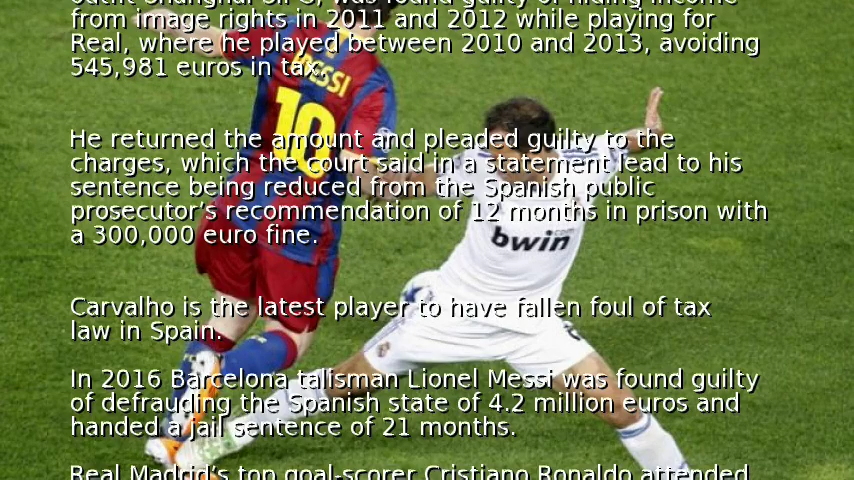 from image rights in 2011 and 2012 while playing for
Real, where he played between 2010 and 2013, avoiding
545,981 euros in tax.
He returned the amount and pleaded guilty to the
charges, which the court said in a statement lead to his
sentence being reduced from the Spanish public
prosecutor's recommendation of 12 months in prison with
a 300,000 euro fine.
Carvalho is the latest player to have fallen foul of tax
law in Spain.
In 2016 Barcelona talisman Lionel Messi was found guilty
of defrauding the Spanish state of 4.2 million euros and
handed a jail sentence of 21 months.
Real Madrid's top goal-scorer Cristiano Ronaldo attended
MESSI
10
bwin